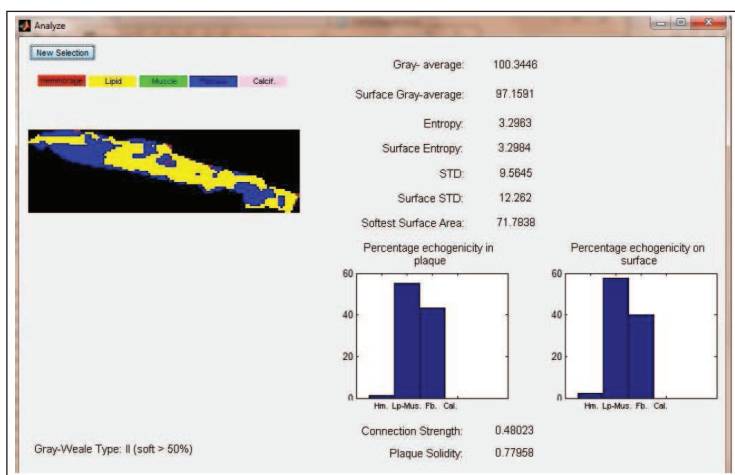 Analyze
New Selection
Hemorrage Lipid Muscle Fibrous Calcif..
Gray- average: 100.3446
Surface Gray-average: 97.1591
Entropy: 3.2963
Surface Entropy: 3.2984
STD: 9.5645
Surface STD: 12.262
Softest Surface Area: 71.7838
Percentage echogenicity in
plaque
60
40
20
0
Hm. Lp-Mus. Fb. Cal.
Percentage echogenicity on
surface
60
40
20
0
Hm. Lp-Mus. Fb. Cal.
Connection Strength: 0.48023
Plaque Solidity: 0.77958
Gray-Weale Type: II (soft > 50%)